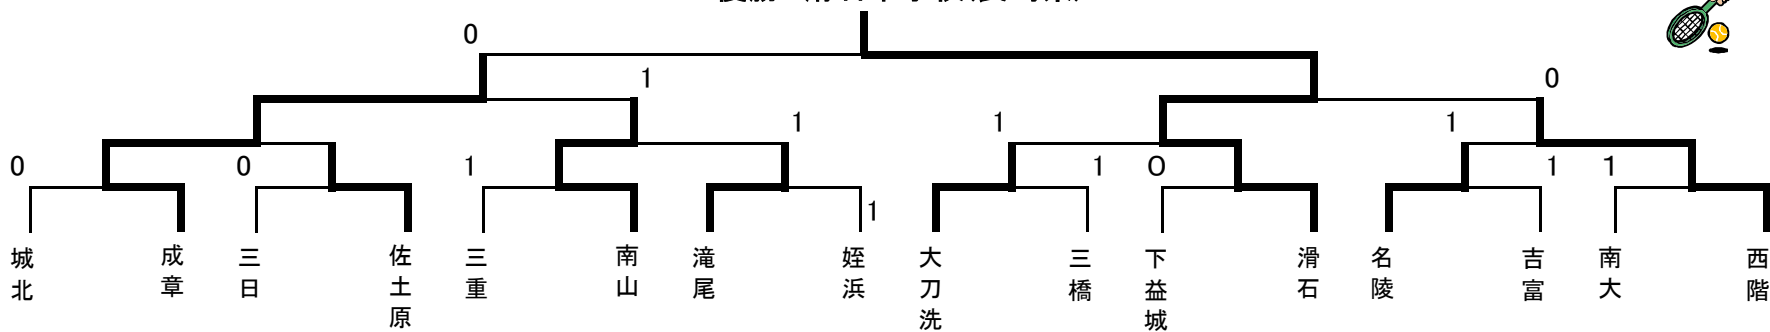 0
1 0
1 1 1
0 0 1 1 0 1 1
1
城北
成章
三日
佐土原
三重
南山
滝尾
姪浜
大刀洗
三橋
下益城
滑石
名陵
吉富
南大
西階